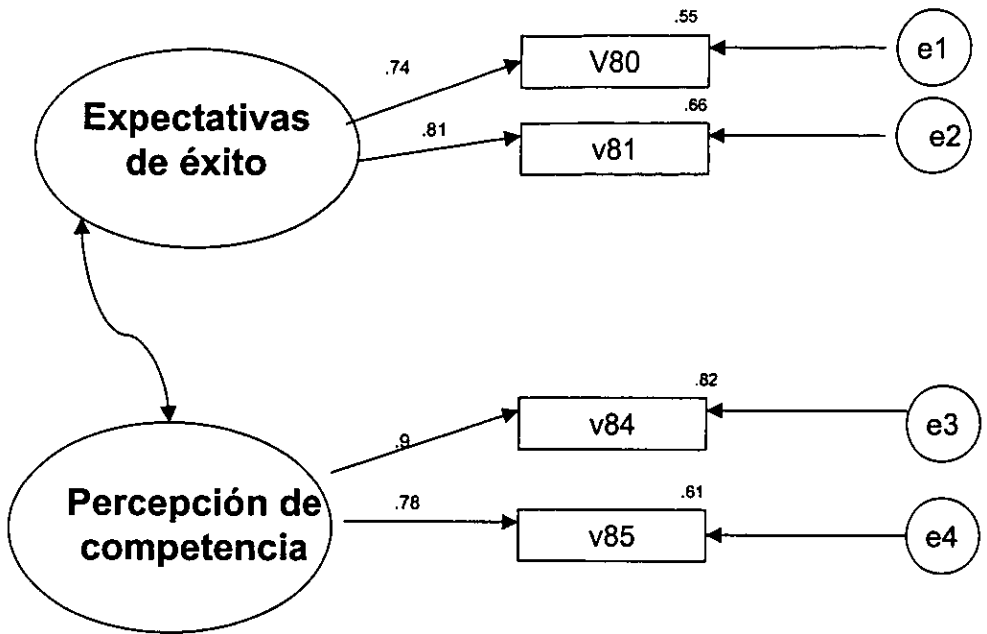 .55
e1
V80
.74
.66
Expectativas
de éxito
.81
v81
e2
.82
v84
e3
.9
.61
Percepción de
competencia
.78
v85
e4